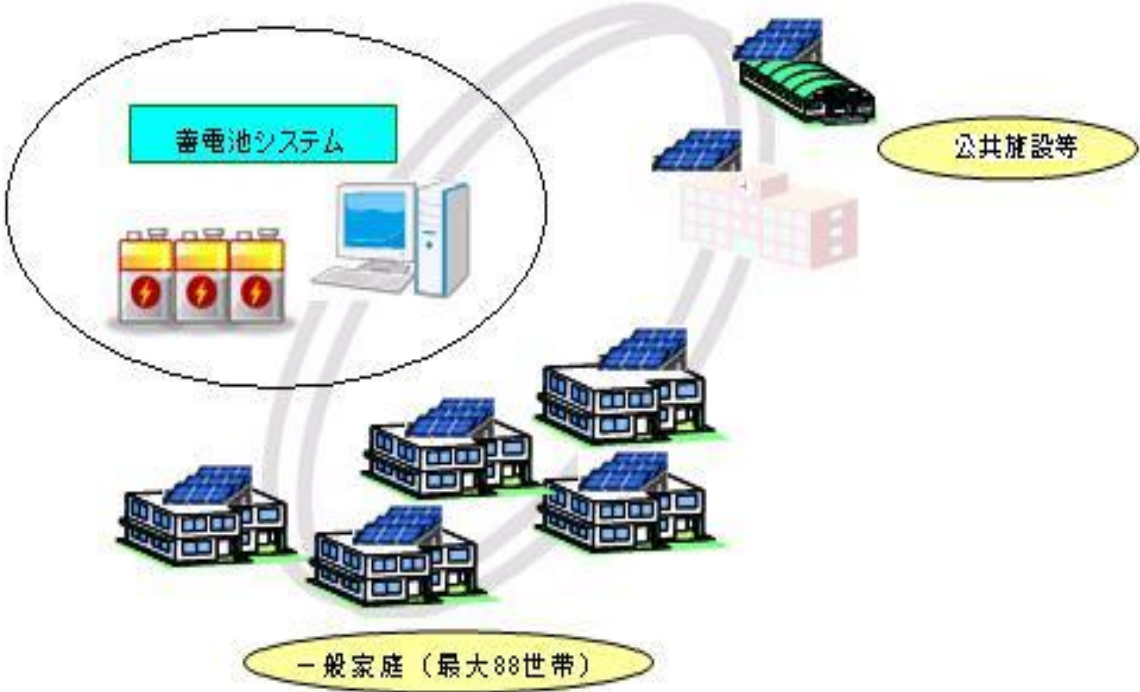 蓄電池システム
公共施設等
一般家庭（最大88世帯）